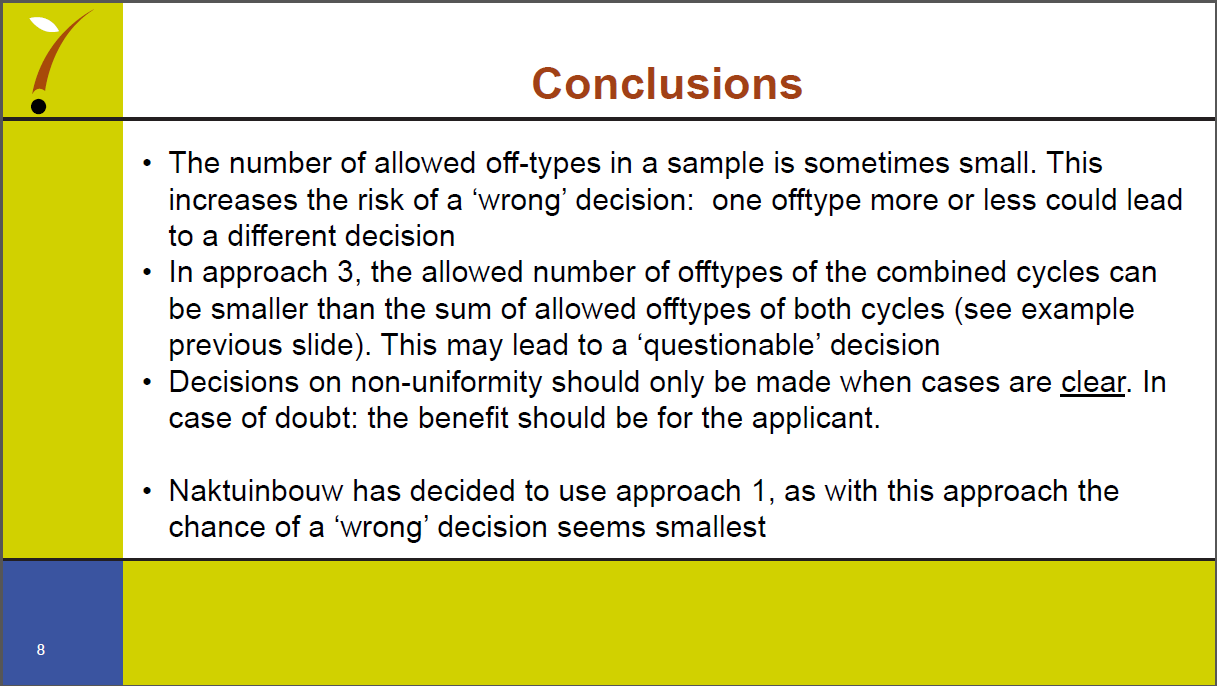 Conclusions
• The number of allowed off-types in a sample is sometimes small. This
increases the risk of a ‘wrong’ decision:  one offtype more or less could lead
to a different decision
• In approach 3, the allowed number of offtypes of the combined cycles can
be smaller than the sum of allowed offtypes of both cycles (see example
previous slide). This may lead to a ‘questionable’ decision
• Decisions on non-uniformity should only be made when cases are clear. In
case of doubt: the benefit should be for the applicant.
• Naktuinbouw has decided to use approach 1, as with this approach the
chance of a ‘wrong’ decision seems smallest
8